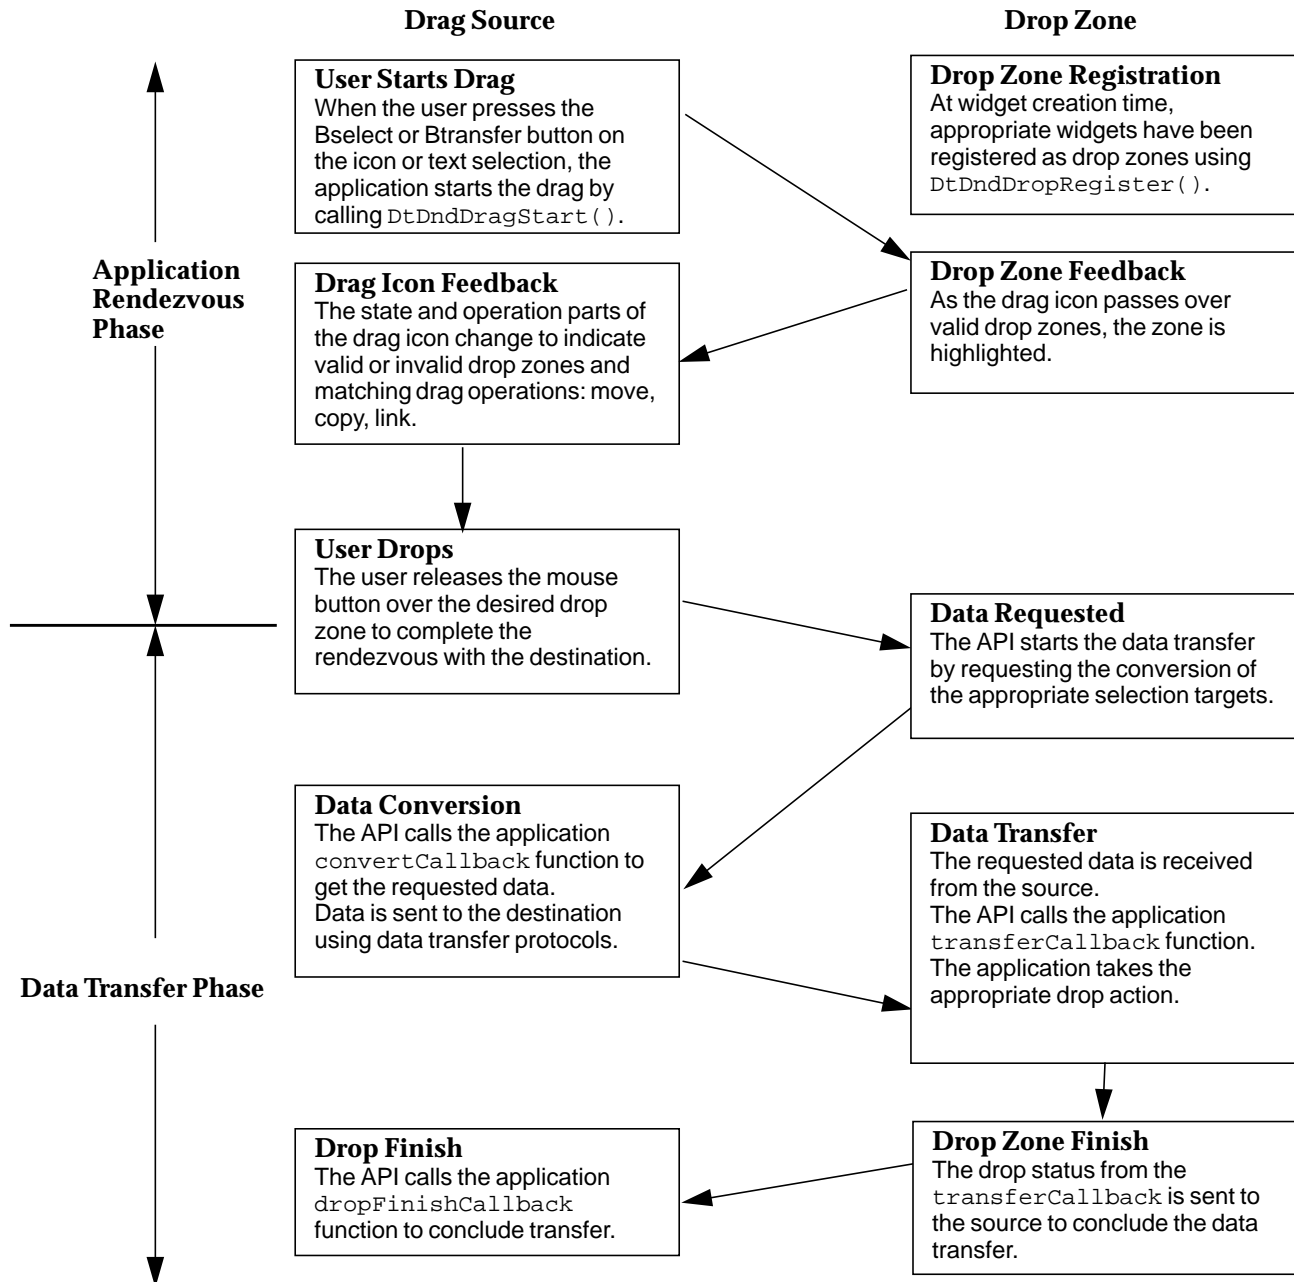 Drag Source
Drop Zone
User Starts Drag
When the user presses the
Bselect or Btransfer button on
the icon or text selection, the
application starts the drag by
calling DtDndDragStart().
Drop Zone Registration
At widget creation time,
appropriate widgets have been
registered as drop zones using
DtDndDropRegister().
Application
Rendezvous
Phase
Drag Icon Feedback
The state and operation parts of
the drag icon change to indicate
valid or invalid drop zones and
matching drag operations: move,
copy, link.
Drop Zone Feedback
As the drag icon passes over
valid drop zones, the zone is
highlighted.
User Drops
The user releases the mouse
button over the desired drop
zone to complete the
rendezvous with the destination.
Data Requested
The API starts the data transfer
by requesting the conversion of
the appropriate selection targets.
Data Conversion
The API calls the application
convertCallback function to
get the requested data.
Data is sent to the destination
using data transfer protocols.
Data Transfer
The requested data is received
from the source.
The API calls the application
transferCallback function.
The application takes the
appropriate drop action.
Data Transfer Phase
Drop Finish
The API calls the application
dropFinishCallback
function to conclude transfer.
Drop Zone Finish
The drop status from the
transferCallback is sent to
the source to conclude the data
transfer.